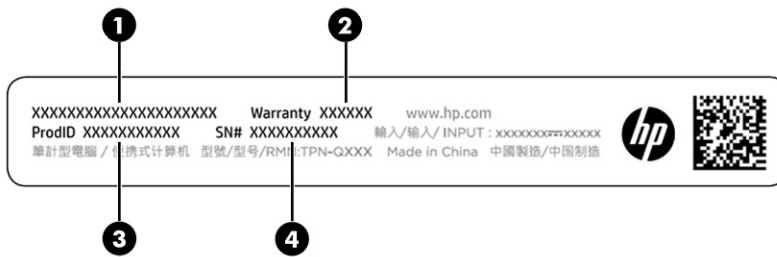 1 2
XXXXXXXXXXXXXXXXXXXXX Warranty XXXXXX www.hp.com
ProdID XXXXXXXXXXX SN# XXXXXXXXXX 輸入/输入/ INPUT : XXXXXXX⎓XXXXX
筆計型電腦 / 便携式计算机 型號/型号/RMN:TPN-QXXX Made in China 中國製造/中国制造
hp
3 4